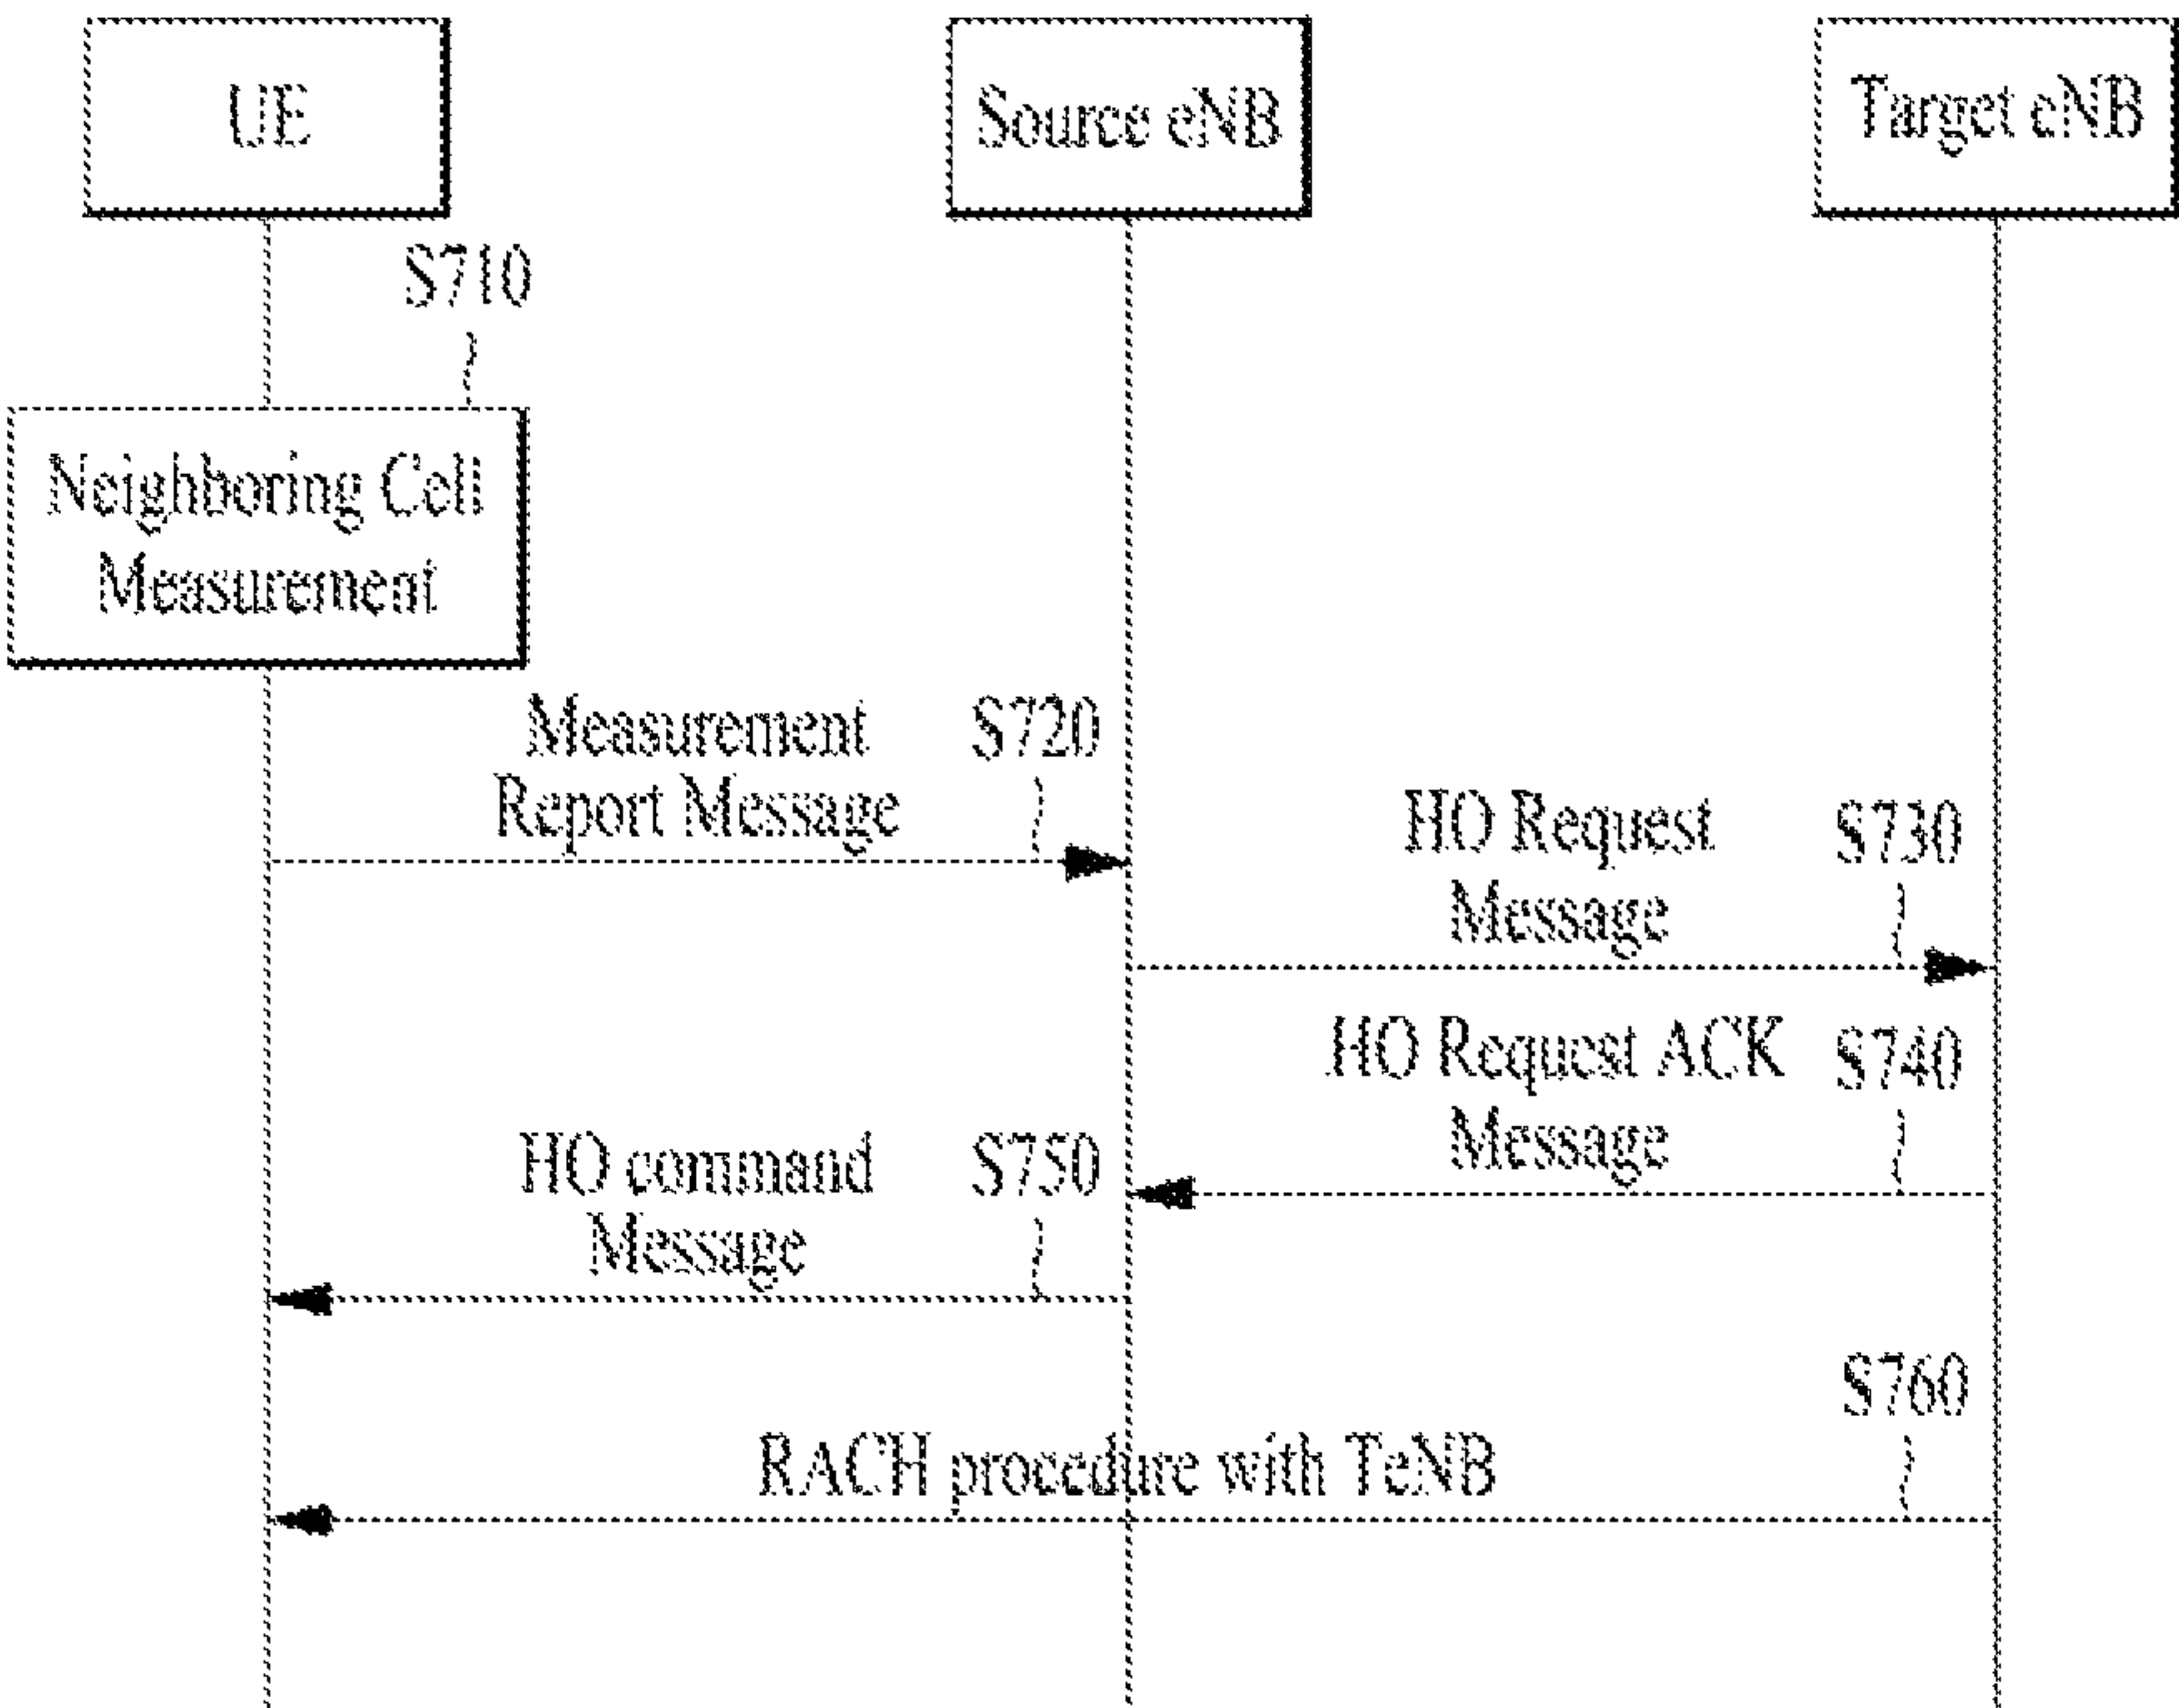 UE
Source eNB
Target eNB
S710
Neighboring Cell
Measurement
Measurement
Report Message
S720
HO Request
Message
S730
HO Request ACK
Message
S740
HO command
Message
S750
S760
RACH procedure with TeNB